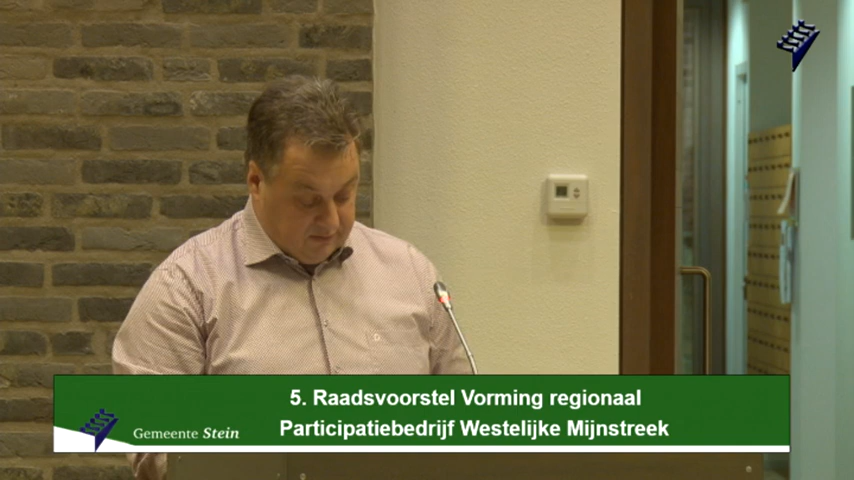 5. Raadsvoorstel Vorming regionaal
Participatiebedrijf Westelijke Mijnstreek
Gemeente Stein